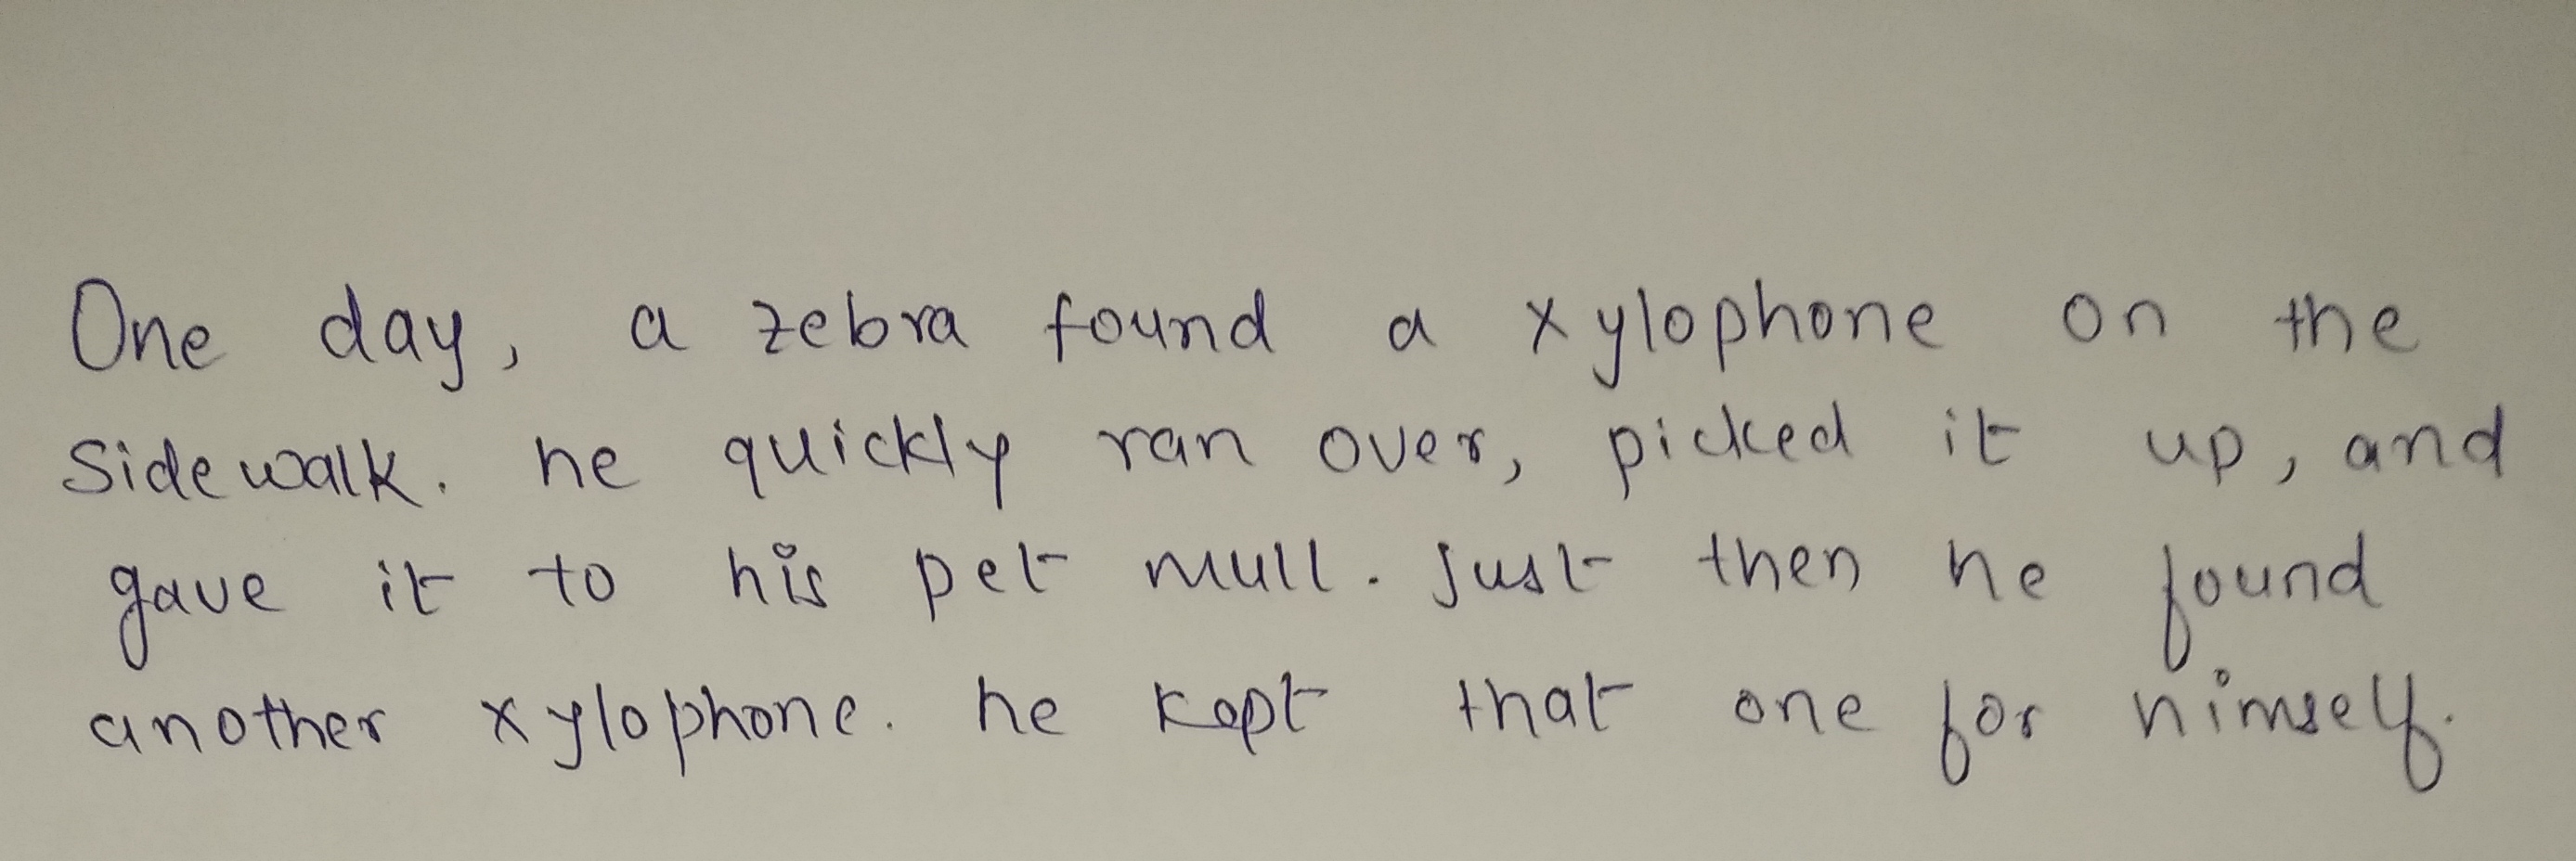 One day, a zebra found a xylophone on the
Sidewalk. he quickly ran over, picked it up, and
gave it to his pet mull. Just then he found
another xylophone. he kept that one for himself.